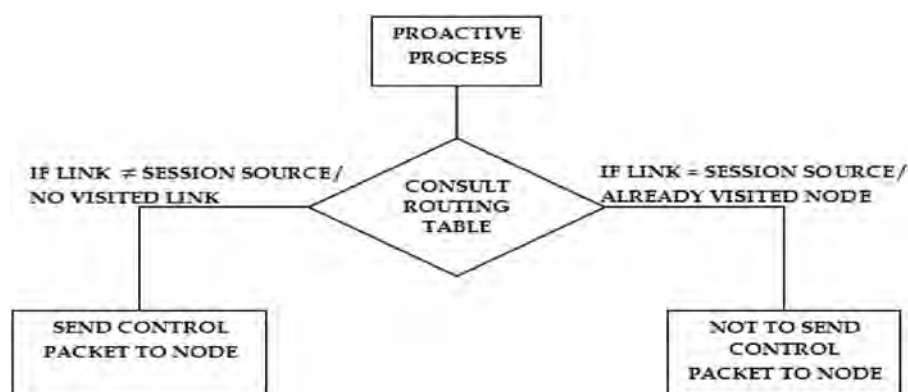 PROACTIVE
PROCESS
IF LINK ≠ SESSION SOURCE/
NO VISITED LINK
CONSULT
ROUTING
TABLE
IF LINK = SESSION SOURCE/
ALREADY VISITED NODE
SEND CONTROL
PACKET TO NODE
NOT TO SEND
CONTROL
PACKET TO NODE